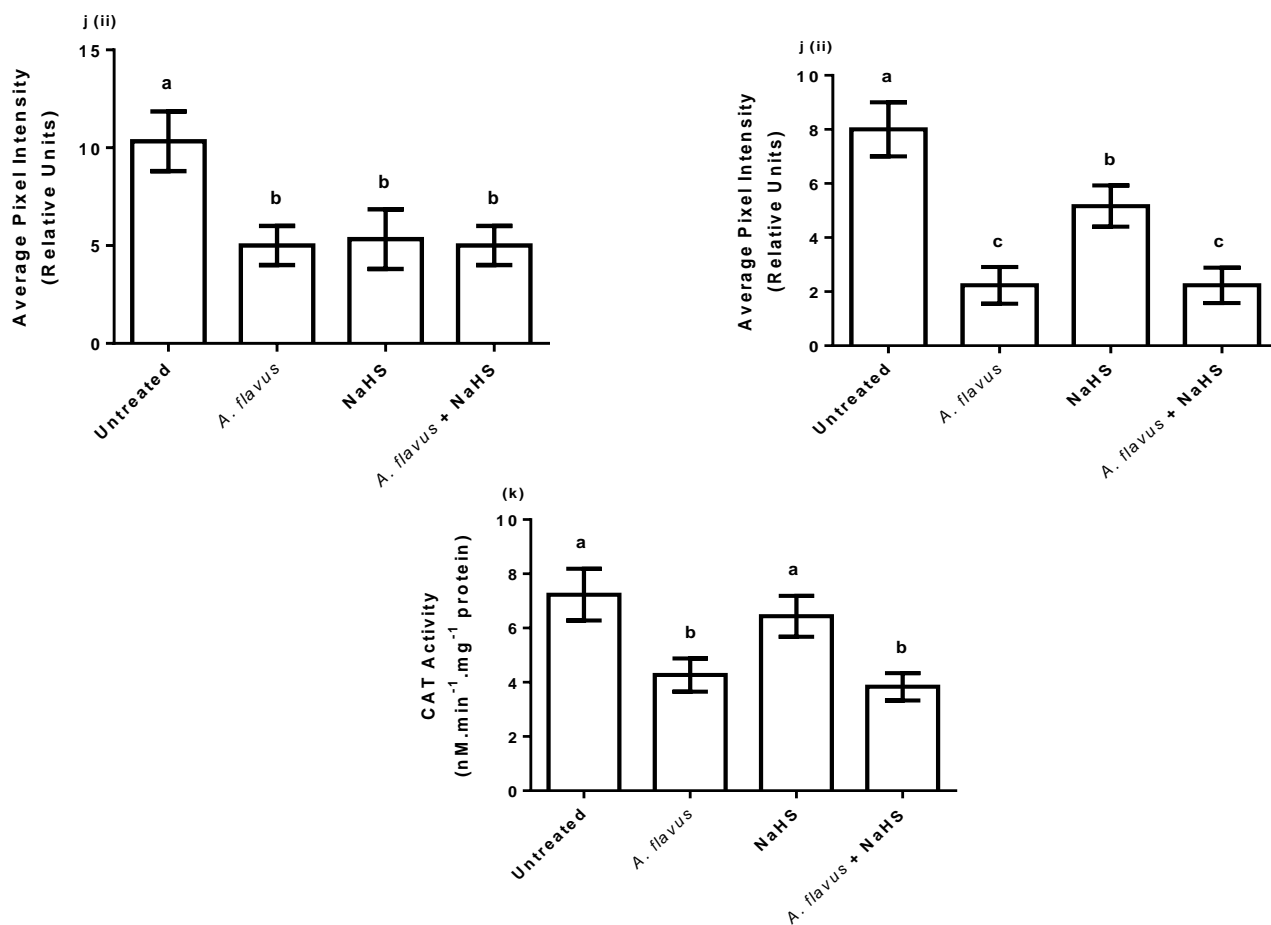 j (ii)
Average Pixel Intensity
(Relative Units)
15
10
5
0
a
b
b
b
Untreated
A. flavus
NaHS
A. flavus + NaHS
j (ii)
Average Pixel Intensity
(Relative Units)
10
8
6
4
2
0
a
c
b
c
Untreated
A. flavus
NaHS
A. flavus + NaHS
(k)
CAT Activity
(nM.min⁻¹.mg⁻¹ protein)
10
8
6
4
2
0
a
b
a
b
Untreated
A. flavus
NaHS
A. flavus + NaHS